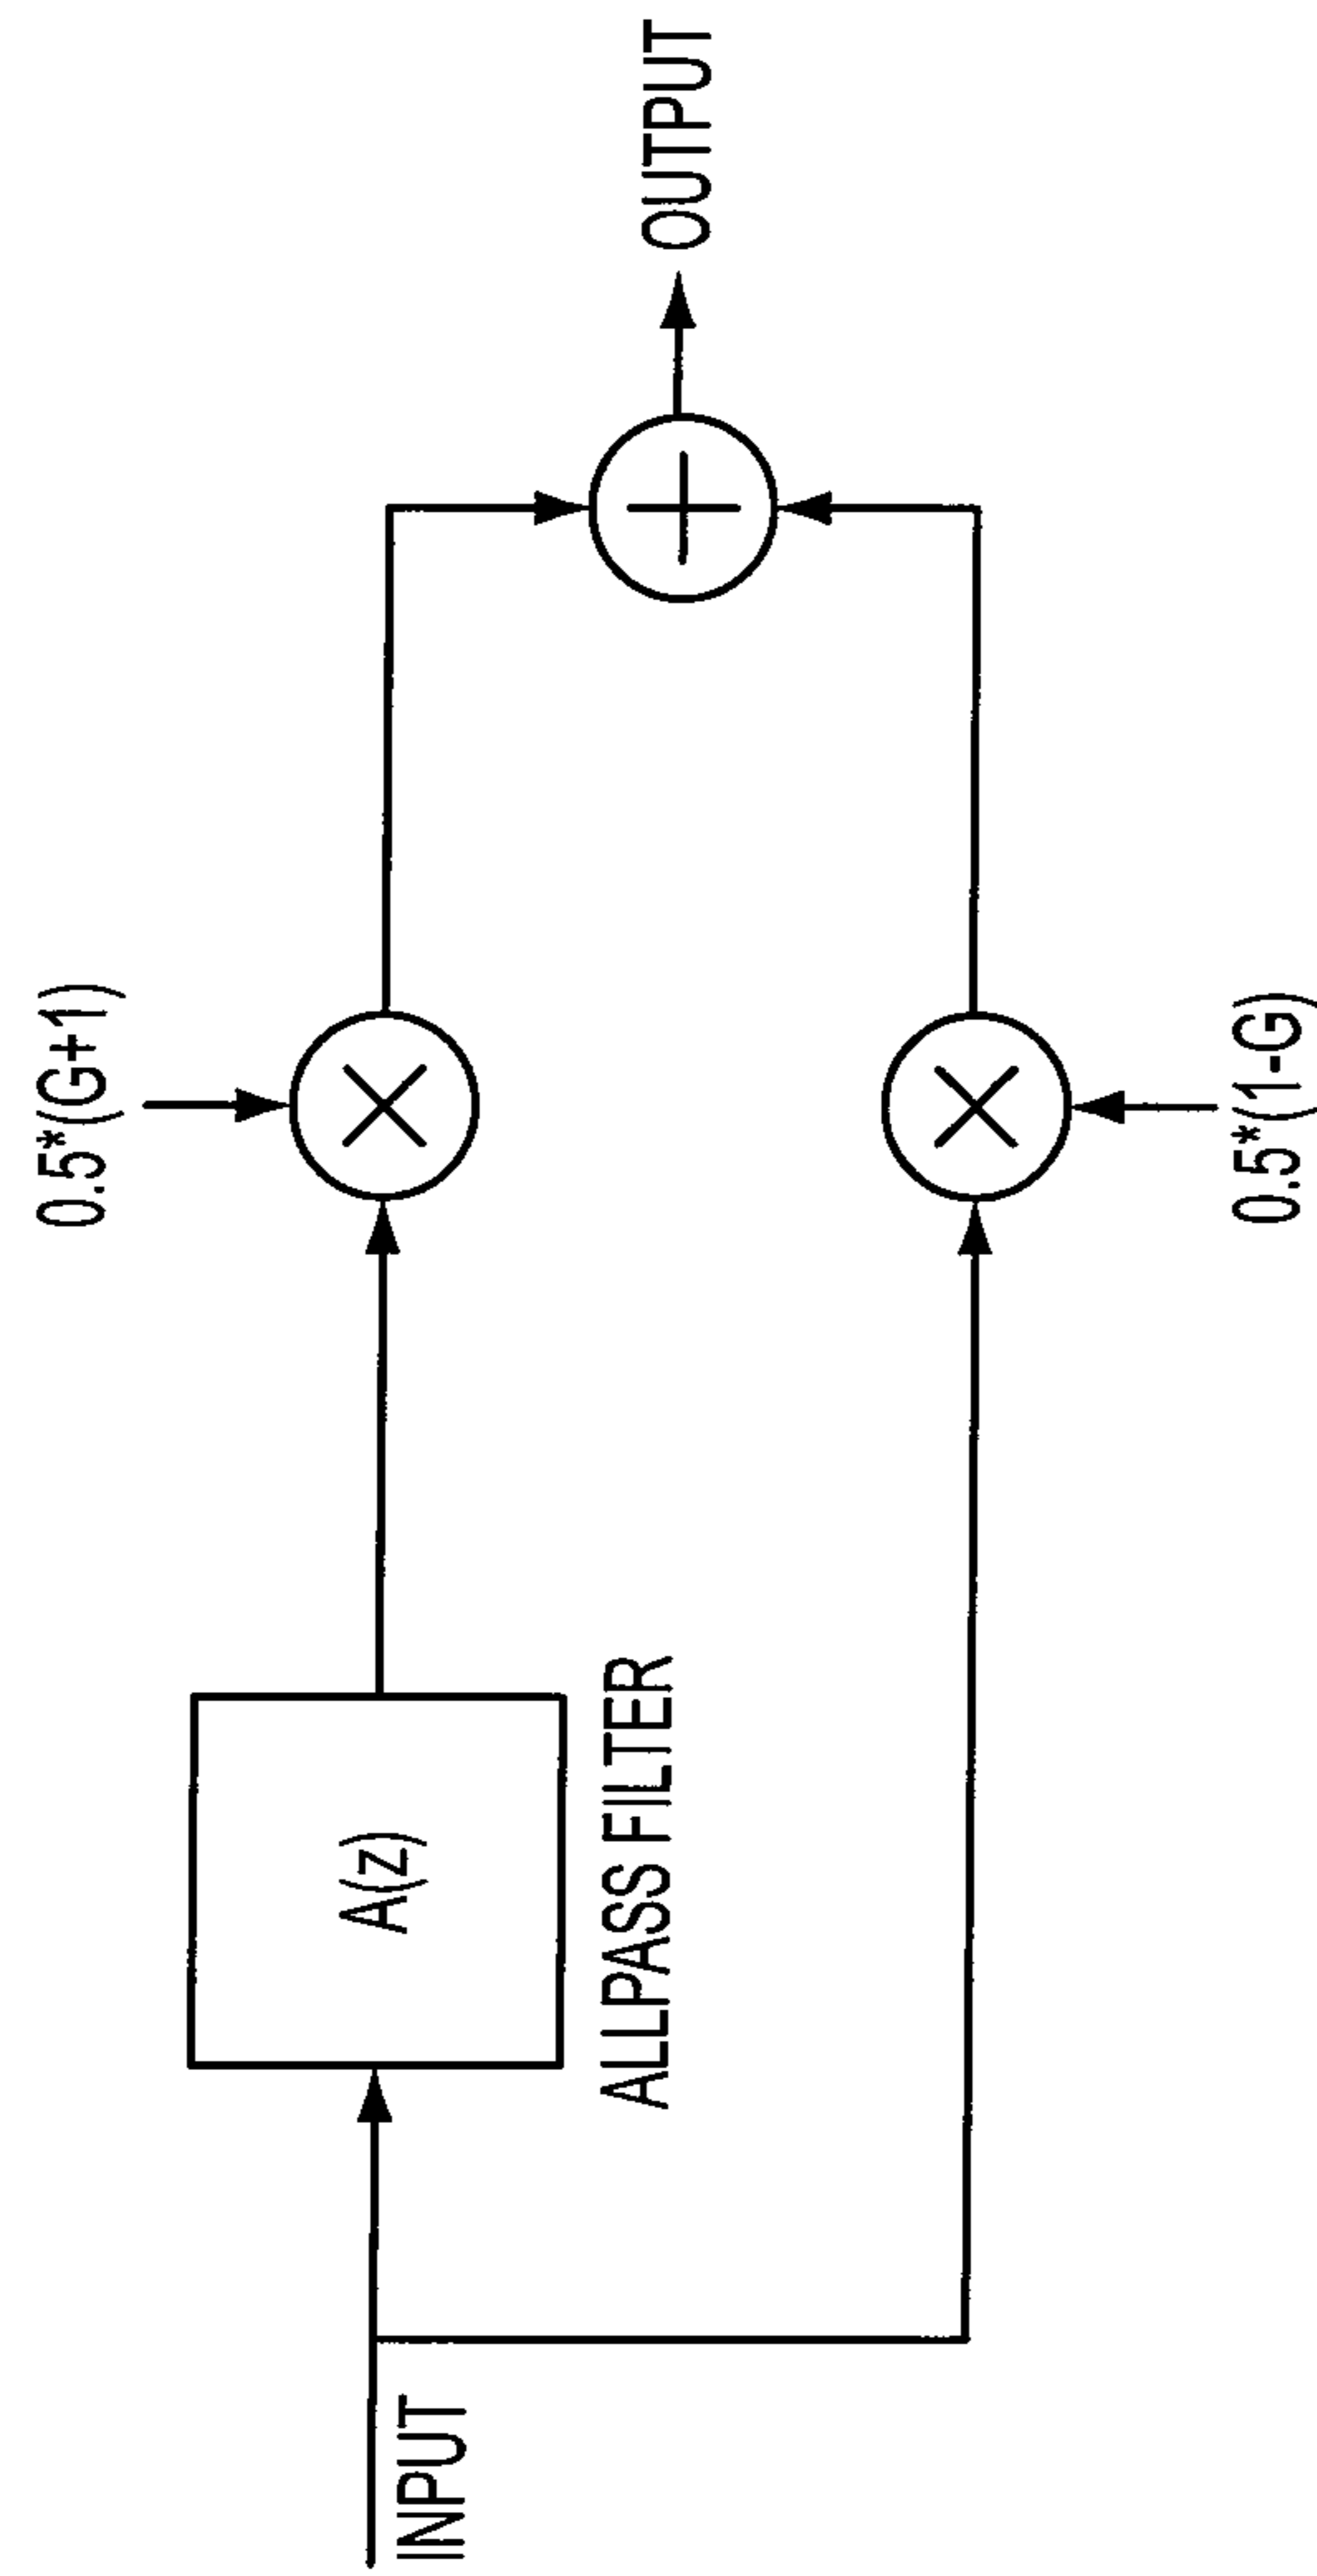 INPUT
A(z)
ALLPASS FILTER
0.5*(G+1)
0.5*(1-G)
OUTPUT